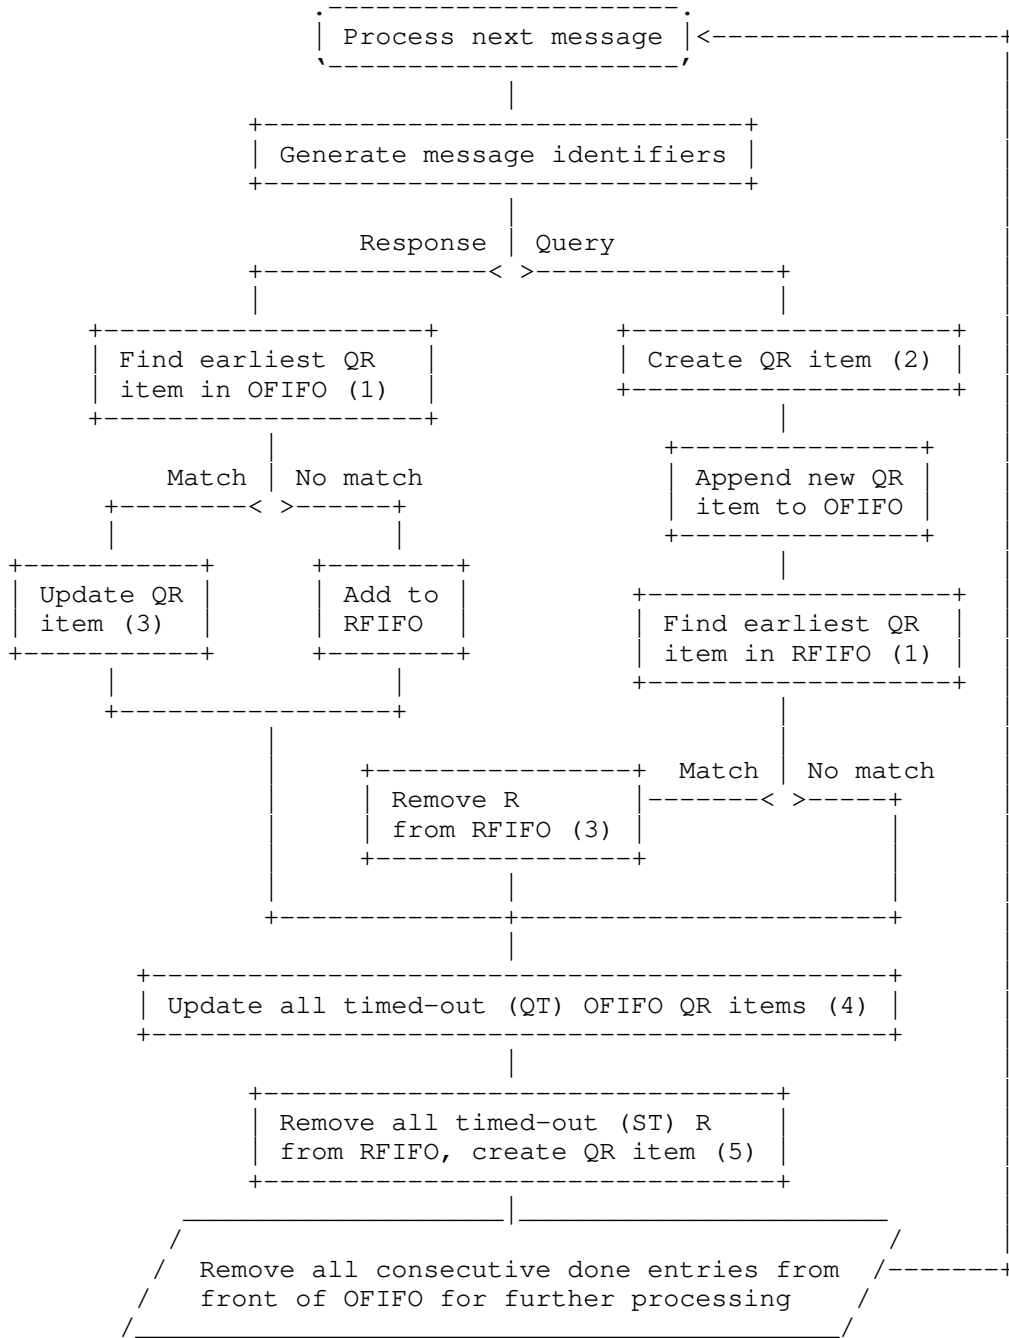 Process next message
Generate message identifiers
Response Query
Find earliest QR
item in OFIFO (1)
Create QR item (2)
Match No match
Append new QR
item to OFIFO
Update QR
item (3)
Add to
RFIFO
Find earliest QR
item in RFIFO (1)
Match No match
Remove R
from RFIFO (3)
Update all timed-out (QT) OFIFO QR items (4)
Remove all timed-out (ST) R
from RFIFO, create QR item (5)
Remove all consecutive done entries from
front of OFIFO for further processing